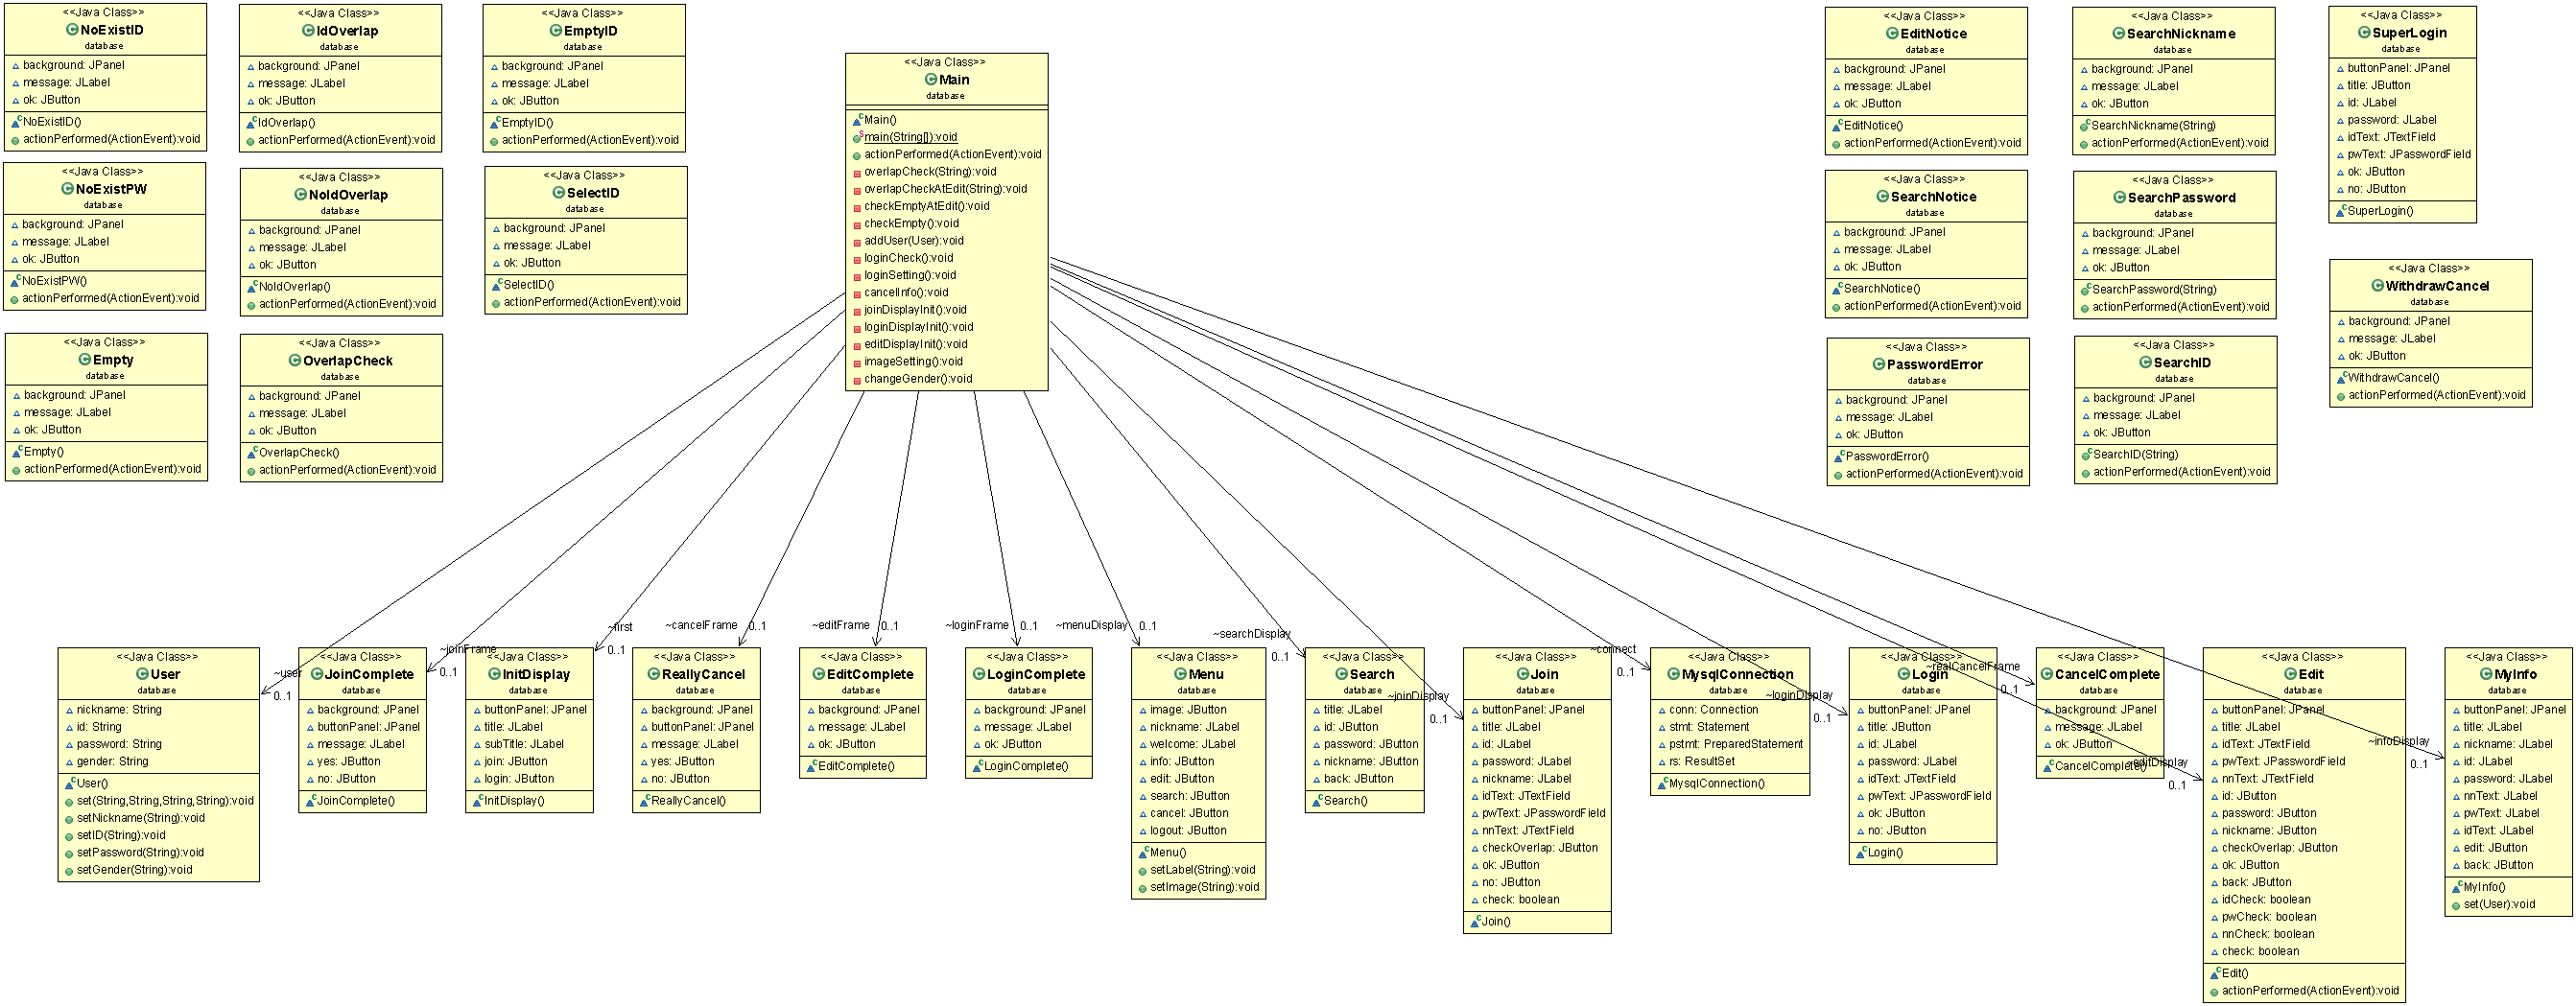 <<Java Class>>
NoExistID
database
background: JPanel
message: JLabel
ok: JButton
NoExistID()
actionPerformed(ActionEvent):void
<<Java Class>>
IdOverlap
database
background: JPanel
message: JLabel
ok: JButton
IdOverlap()
actionPerformed(ActionEvent):void
<<Java Class>>
EmptyID
database
background: JPanel
message: JLabel
ok: JButton
EmptyID()
actionPerformed(ActionEvent):void
<<Java Class>>
NoExistPW
database
background: JPanel
message: JLabel
ok: JButton
NoExistPW()
actionPerformed(ActionEvent):void
<<Java Class>>
NoIdOverlap
database
background: JPanel
message: JLabel
ok: JButton
NoIdOverlap()
actionPerformed(ActionEvent):void
<<Java Class>>
SelectID
database
background: JPanel
message: JLabel
ok: JButton
SelectID()
actionPerformed(ActionEvent):void
<<Java Class>>
Empty
database
background: JPanel
message: JLabel
ok: JButton
Empty()
actionPerformed(ActionEvent):void
<<Java Class>>
OverlapCheck
database
background: JPanel
message: JLabel
ok: JButton
OverlapCheck()
actionPerformed(ActionEvent):void
<<Java Class>>
Main
database
Main()
main(String[]):void
actionPerformed(ActionEvent):void
overlapCheck(String):void
overlapCheckAtEdit(String):void
checkEmptyAtEdit():void
checkEmpty():void
addUser(User):void
loginCheck():void
loginSetting():void
cancelInfo():void
joinDisplayInit():void
loginDisplayInit():void
editDisplayInit():void
imageSetting():void
changeGender():void
<<Java Class>>
EditNotice
database
background: JPanel
message: JLabel
ok: JButton
EditNotice()
actionPerformed(ActionEvent):void
<<Java Class>>
SearchNickname
database
background: JPanel
message: JLabel
ok: JButton
SearchNickname(String)
actionPerformed(ActionEvent):void
<<Java Class>>
SuperLogin
database
buttonPanel: JPanel
title: JButton
id: JLabel
password: JLabel
idText: JTextField
pwText: JPasswordField
ok: JButton
no: JButton
SuperLogin()
<<Java Class>>
SearchNotice
database
background: JPanel
message: JLabel
ok: JButton
SearchNotice()
actionPerformed(ActionEvent):void
<<Java Class>>
SearchPassword
database
background: JPanel
message: JLabel
ok: JButton
SearchPassword(String)
actionPerformed(ActionEvent):void
<<Java Class>>
WithdrawCancel
database
background: JPanel
message: JLabel
ok: JButton
WithdrawCancel()
actionPerformed(ActionEvent):void
<<Java Class>>
PasswordError
database
background: JPanel
message: JLabel
ok: JButton
PasswordError()
actionPerformed(ActionEvent):void
<<Java Class>>
SearchID
database
background: JPanel
message: JLabel
ok: JButton
SearchID(String)
actionPerformed(ActionEvent):void
~user
0..1
~joinFrame
0..1
~first
0..1
~cancelFrame
0..1
~editFrame
0..1
~loginFrame
0..1
~menuDisplay
0..1
~searchDisplay
0..1
~joinDisplay
0..1
~connect
0..1
~loginDisplay
0..1
~realCancelFrame
0..1
~editDisplay
0..1
~infoDisplay
0..1
<<Java Class>>
User
database
nickname: String
id: String
password: String
gender: String
User()
set(String,String,String,String):void
setNickname(String):void
setID(String):void
setPassword(String):void
setGender(String):void
<<Java Class>>
JoinComplete
database
background: JPanel
buttonPanel: JPanel
message: JLabel
yes: JButton
no: JButton
JoinComplete()
<<Java Class>>
InitDisplay
database
buttonPanel: JPanel
title: JLabel
subTitle: JLabel
join: JButton
login: JButton
InitDisplay()
<<Java Class>>
ReallyCancel
database
background: JPanel
buttonPanel: JPanel
message: JLabel
yes: JButton
no: JButton
ReallyCancel()
<<Java Class>>
EditComplete
database
background: JPanel
message: JLabel
ok: JButton
EditComplete()
<<Java Class>>
LoginComplete
database
background: JPanel
message: JLabel
ok: JButton
LoginComplete()
<<Java Class>>
Menu
database
image: JButton
nickname: JLabel
welcome: JLabel
info: JButton
edit: JButton
search: JButton
cancel: JButton
logout: JButton
Menu()
setLabel(String):void
setImage(String):void
<<Java Class>>
Search
database
title: JLabel
id: JButton
password: JButton
nickname: JButton
back: JButton
Search()
<<Java Class>>
Join
database
buttonPanel: JPanel
title: JLabel
id: JLabel
password: JLabel
nickname: JLabel
idText: JTextField
pwText: JPasswordField
nnText: JTextField
checkOverlap: JButton
ok: JButton
no: JButton
check: boolean
Join()
<<Java Class>>
MysqlConnection
database
conn: Connection
stmt: Statement
pstmt: PreparedStatement
rs: ResultSet
MysqlConnection()
<<Java Class>>
Login
database
buttonPanel: JPanel
title: JButton
id: JLabel
password: JLabel
idText: JTextField
pwText: JPasswordField
ok: JButton
no: JButton
Login()
<<Java Class>>
CancelComplete
database
background: JPanel
message: JLabel
ok: JButton
CancelComplete()
<<Java Class>>
Edit
database
buttonPanel: JPanel
title: JLabel
idText: JTextField
pwText: JPasswordField
nnText: JTextField
id: JButton
password: JButton
nickname: JButton
checkOverlap: JButton
ok: JButton
back: JButton
idCheck: boolean
pwCheck: boolean
nnCheck: boolean
check: boolean
Edit()
actionPerformed(ActionEvent):void
<<Java Class>>
MyInfo
database
buttonPanel: JPanel
title: JLabel
nickname: JLabel
id: JLabel
password: JLabel
nnText: JLabel
pwText: JLabel
idText: JLabel
edit: JButton
back: JButton
MyInfo()
set(User):void